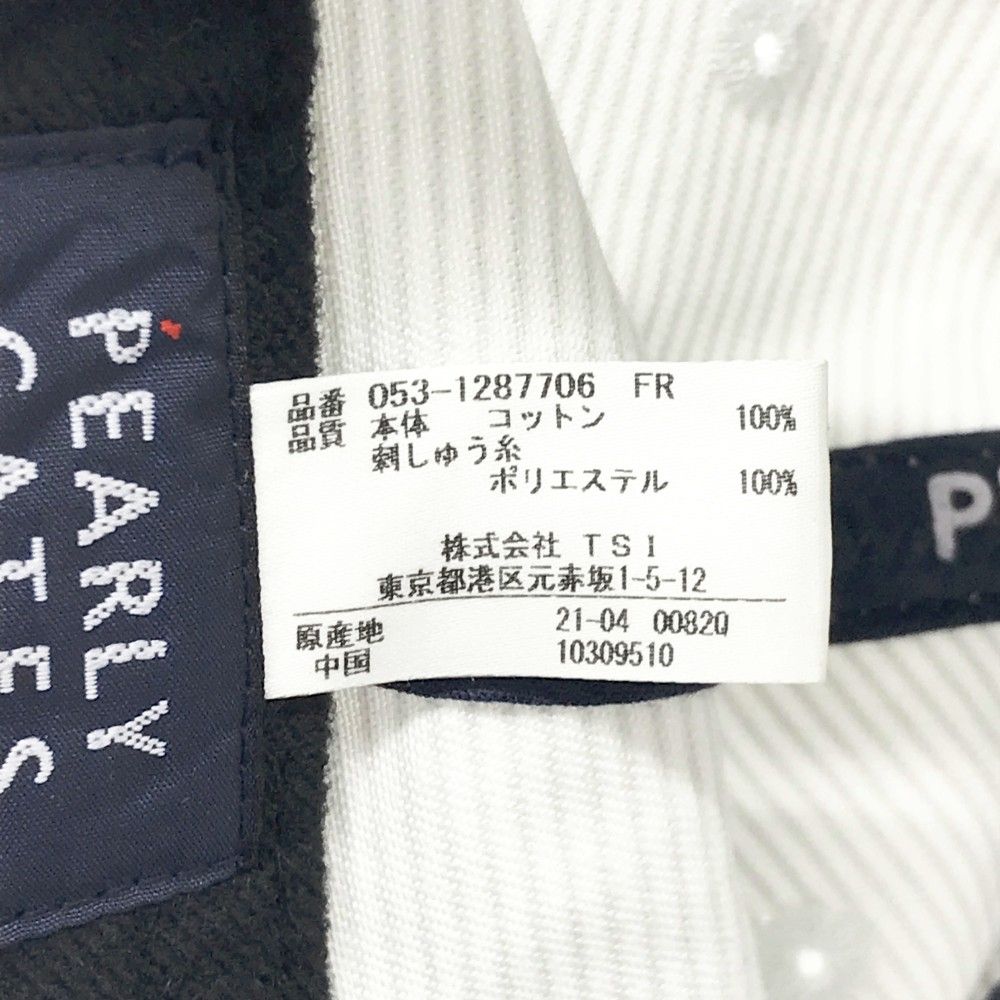 PEARLY
GATES
品番 053-1287706 FR
品質 本体 コットン 100%
刺しゅう糸
ポリエステル 100%
株式会社 TSI
東京都港区元赤坂1-5-12
原産地 21-04 0082Q
中国 10309510
P